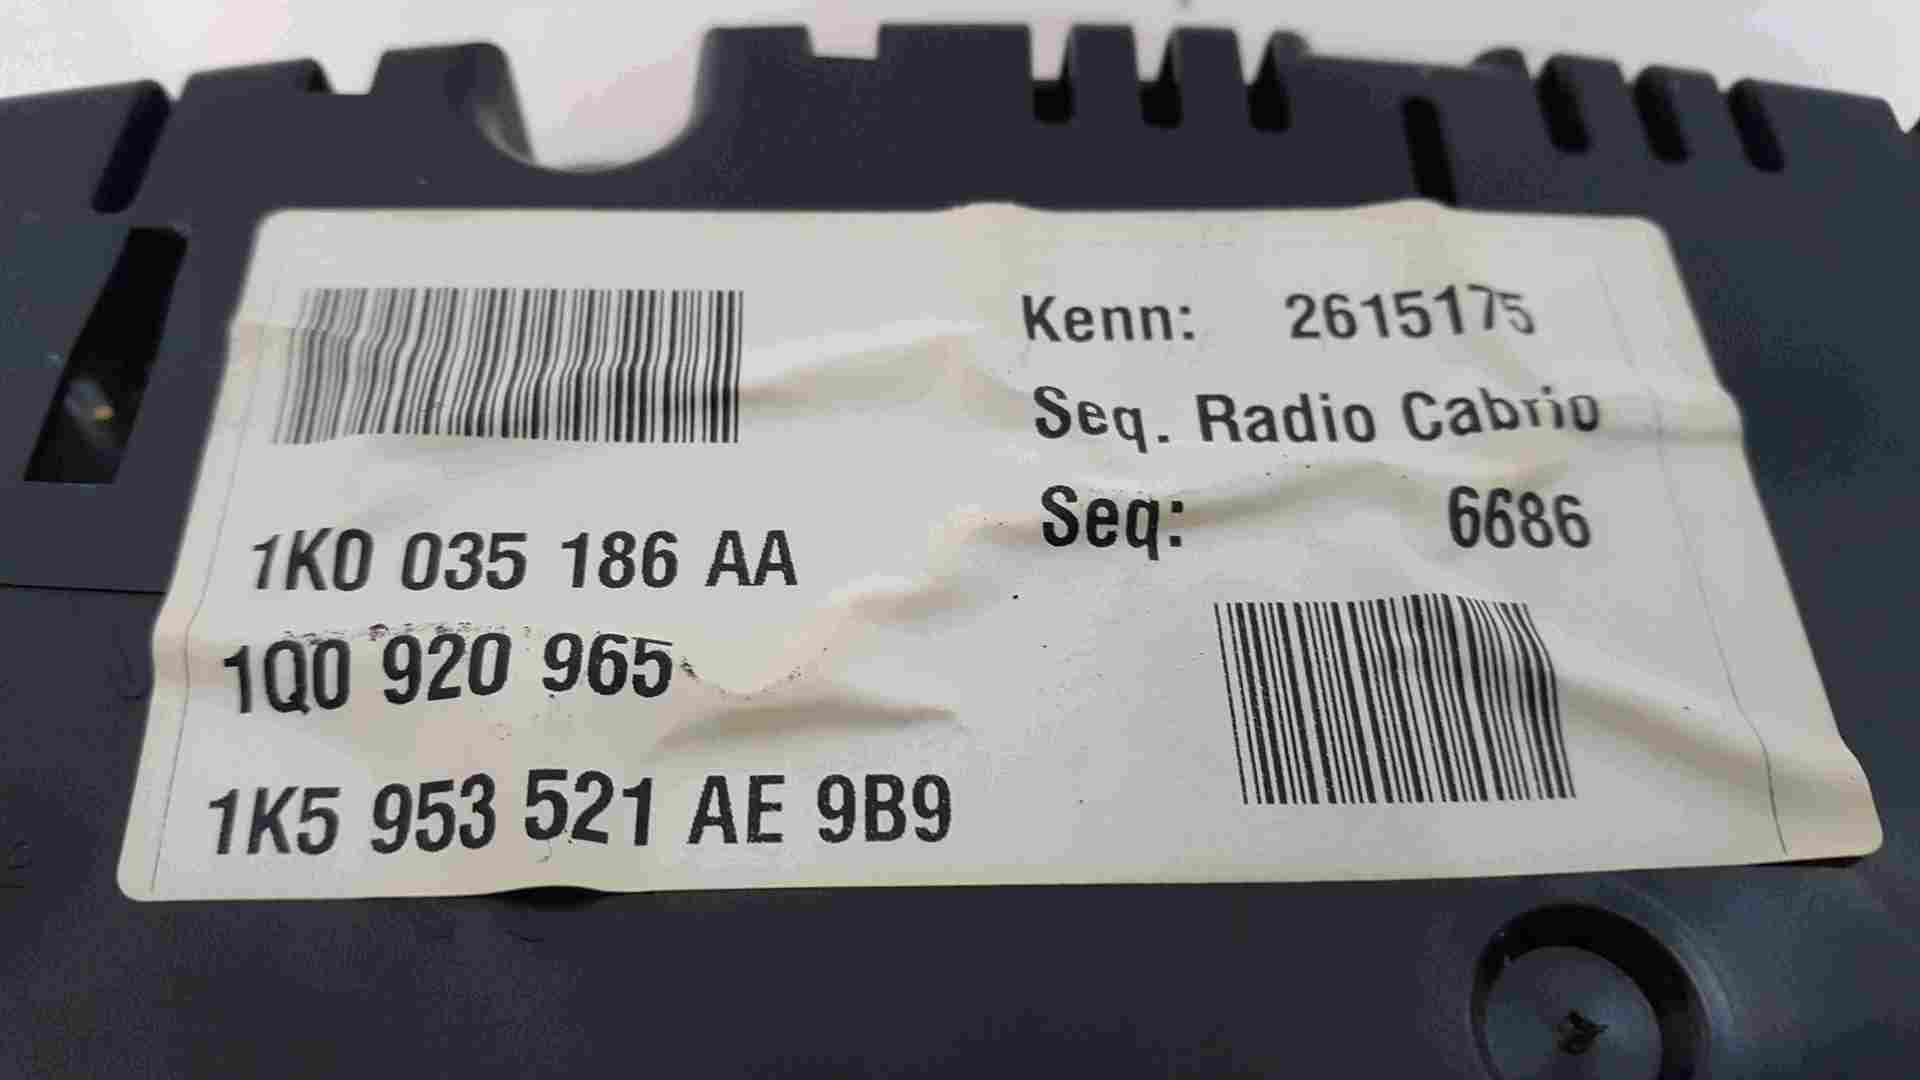 Kenn: 2615175
Seq. Radio Cabrio
Seq: 6686
1K0 035 186 AA
1Q0 920 965
1K5 953 521 AE 9B9